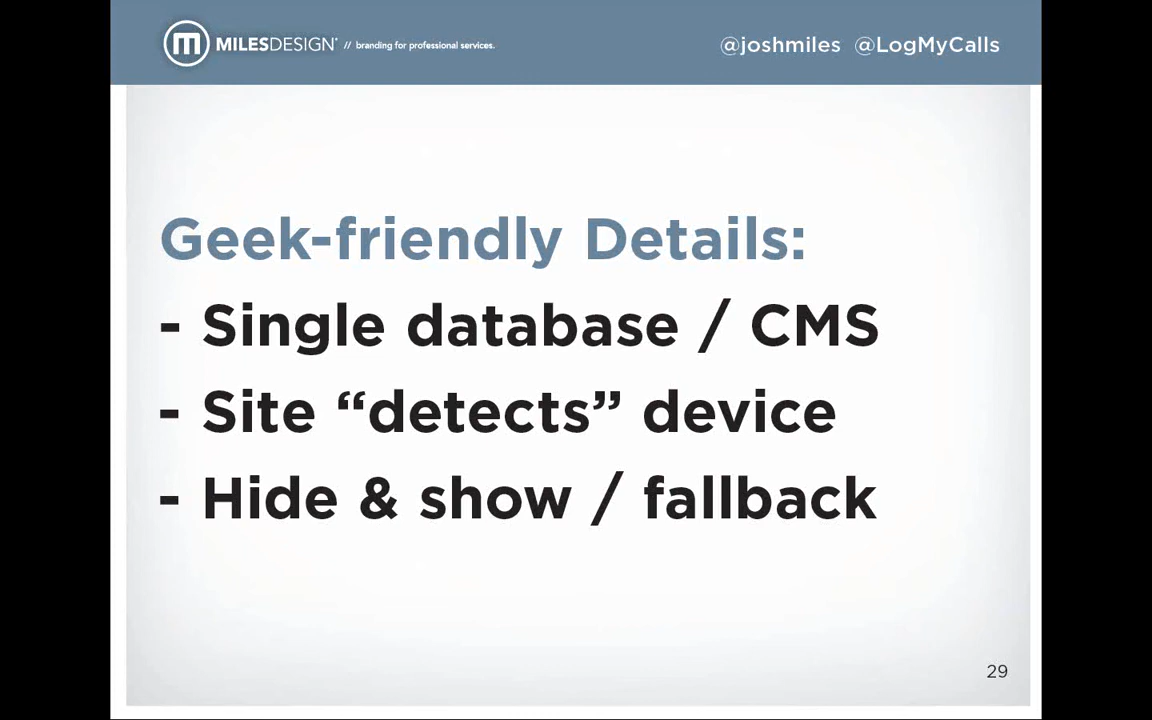 MILESDESIGN® // branding for professional services.
@joshmiles @LogMyCalls
Geek-friendly Details:
- Single database / CMS
- Site “detects” device
- Hide & show / fallback
29